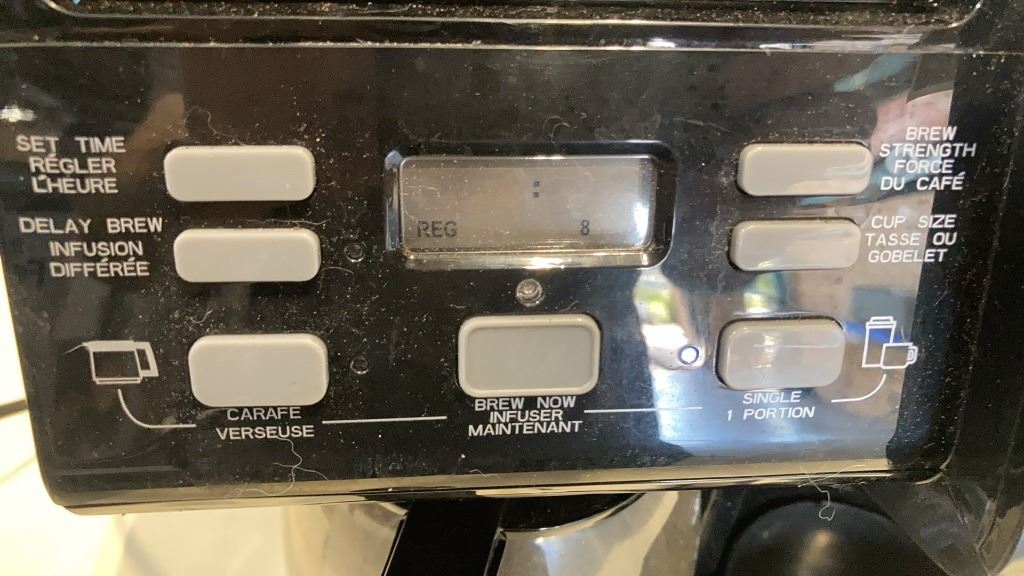 SET TIME
RÉGLER
L'HEURE
DELAY BREW
INFUSION
DIFFÉRÉE
CARAFE
VERSEUSE
:
REG 8
BREW NOW
INFUSER
MAINTENANT
BREW
STRENGTH
FORCE
DU CAFÉ
CUP SIZE
TASSE OU
GOBELET
SINGLE
1 PORTION